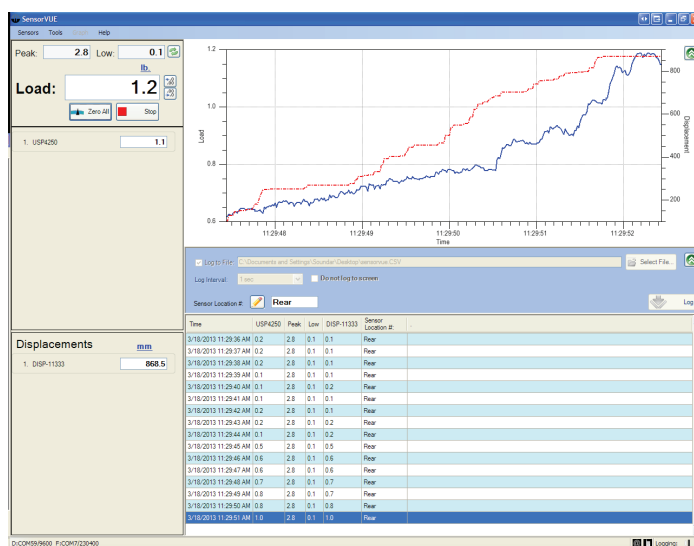 SensorVUE
Sensors Tools Help
Peak: 2.8 Low: 0.1
lb.
Load: 1.2
Zero All Stop
1. USP4250 1.1
Displacements mm
1. DISP-11333 868.5
1.2
1.0
0.8
0.6
Load
800
600
400
200
Displacement
11:29:48 11:29:49 11:29:50 11:29:51 11:29:52
Time
Log to File: C:\Documents and Settings\Soundar\Desktop\sensorvue.CSV Select File...
Log Interval: 1 sec Do not log to screen
Sensor Location #: Rear Log
Time USP4250 Peak Low DISP-11333 Sensor Location #:
3/18/2013 11:29:36 AM 0.2 2.8 0.1 0.1 Rear
3/18/2013 11:29:37 AM 0.2 2.8 0.1 0.1 Rear
3/18/2013 11:29:38 AM 0.2 2.8 0.1 0.1 Rear
3/18/2013 11:29:39 AM 0.1 2.8 0.1 0.1 Rear
3/18/2013 11:29:40 AM 0.1 2.8 0.1 0.2 Rear
3/18/2013 11:29:41 AM 0.1 2.8 0.1 0.1 Rear
3/18/2013 11:29:42 AM 0.2 2.8 0.1 0.1 Rear
3/18/2013 11:29:43 AM 0.2 2.8 0.1 0.2 Rear
3/18/2013 11:29:44 AM 0.1 2.8 0.1 0.2 Rear
3/18/2013 11:29:45 AM 0.5 2.8 0.1 0.5 Rear
3/18/2013 11:29:46 AM 0.6 2.8 0.1 0.6 Rear
3/18/2013 11:29:47 AM 0.6 2.8 0.1 0.6 Rear
3/18/2013 11:29:48 AM 0.7 2.8 0.1 0.7 Rear
3/18/2013 11:29:49 AM 0.8 2.8 0.1 0.7 Rear
3/18/2013 11:29:50 AM 0.8 2.8 0.1 0.8 Rear
3/18/2013 11:29:51 AM 1.0 2.8 0.1 1.0 Rear
D:COM59/9600 F:COM7/230400 Logging: